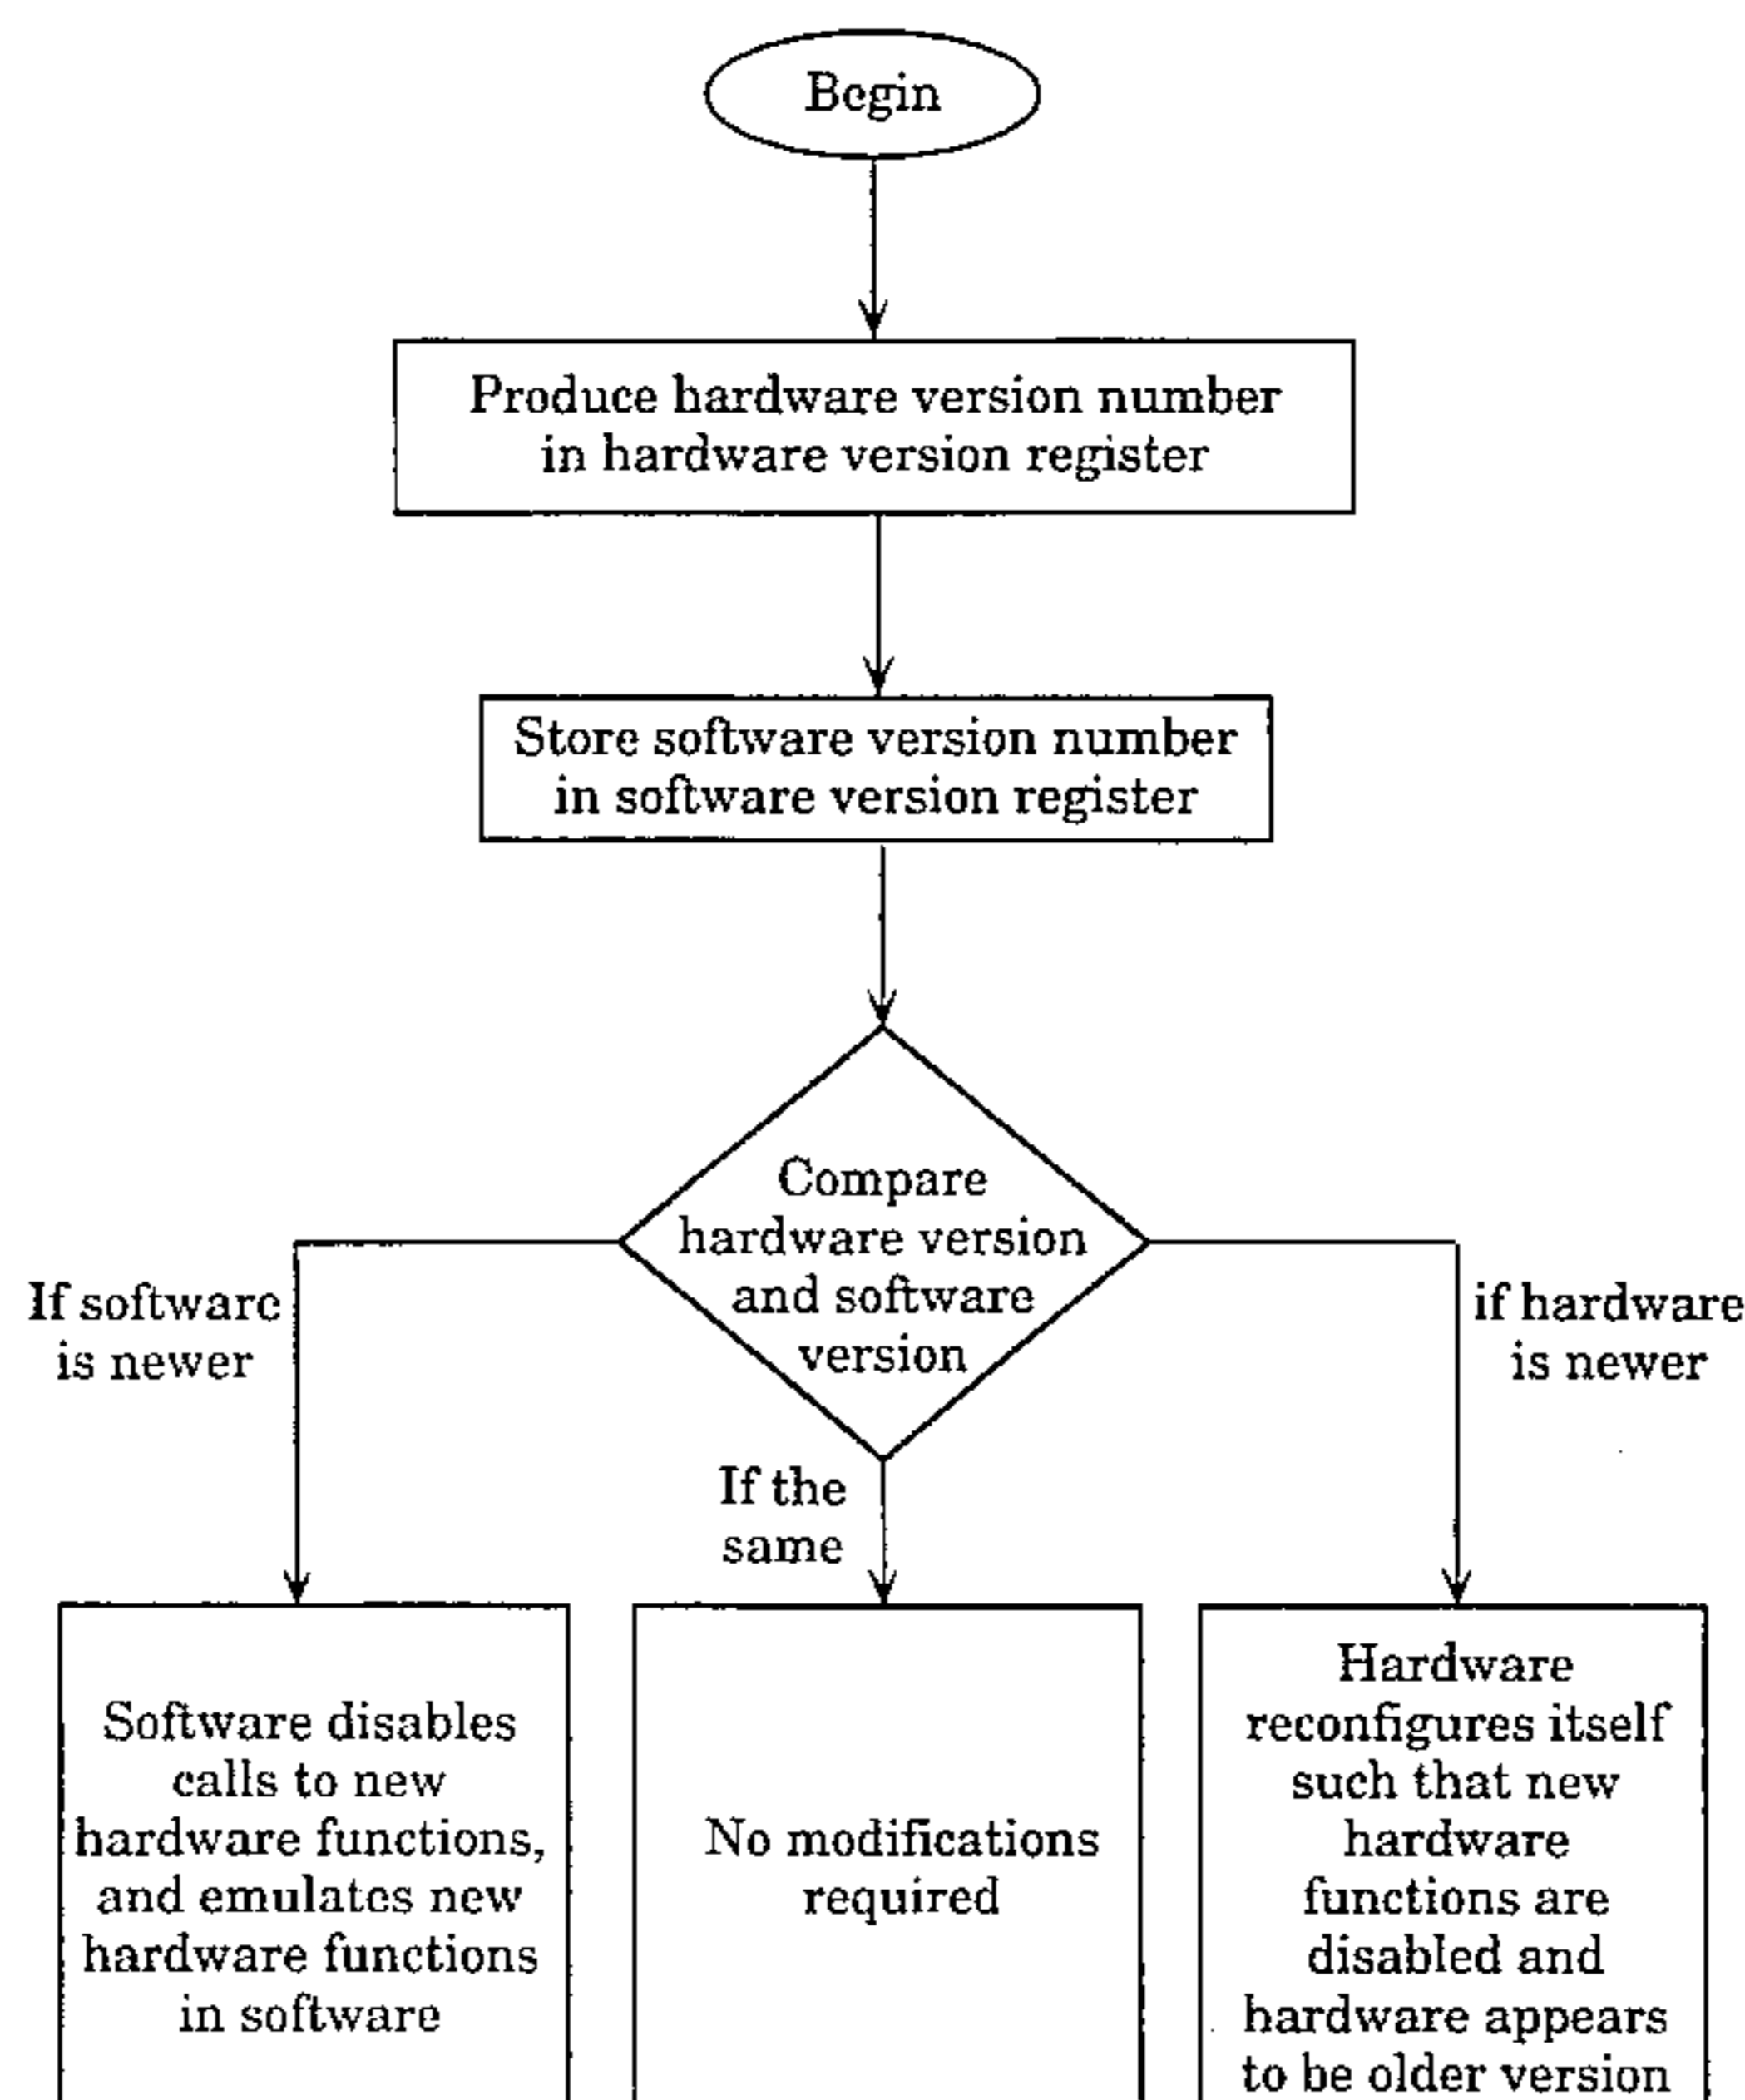 Begin
Produce hardware version number
in hardware version register
Store software version number
in software version register
Compare
hardware version
and software
version
If software
is newer
If the
same
if hardware
is newer
Software disables
calls to new
hardware functions,
and emulates new
hardware functions
in software
No modifications
required
Hardware
reconfigures itself
such that new
hardware
functions are
disabled and
hardware appears
to be older version